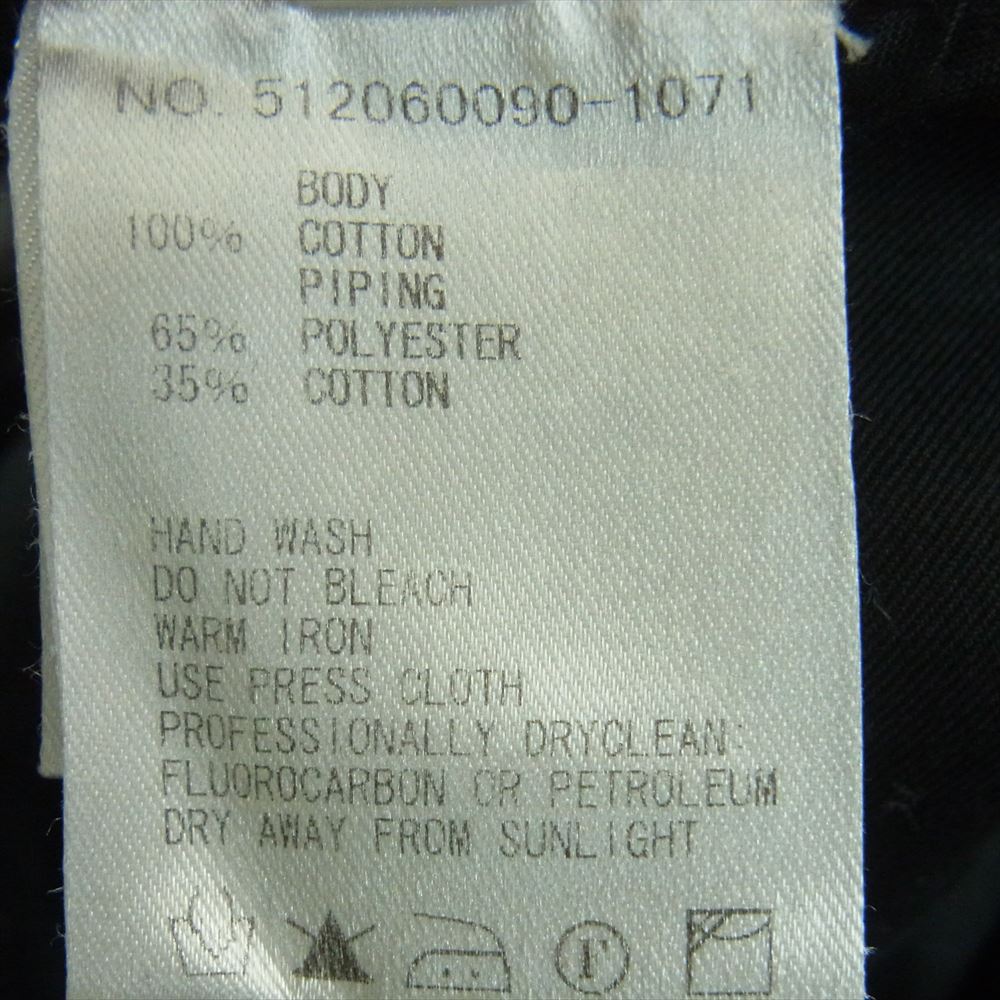 NO. 512060090-1071
BODY
100% COTTON
PIPING
65% POLYESTER
35% COTTON
HAND WASH
DO NOT BLEACH
WARM IRON
USE PRESS CLOTH
PROFESSIONALLY DRYCLEAN:
FLUOROCARBON OR PETROLEUM
DRY AWAY FROM SUNLIGHT
F